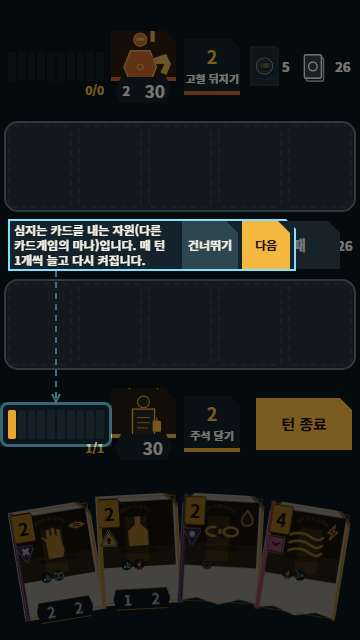 2
고철 뒤지기
5
26
0/0
2
30
심지는 카드를 내는 자원(다른
카드게임의 마나)입니다. 매 턴
1개씩 늘고 다시 켜집니다.
건너뛰기
다음
패
26
1/1
30
2
주석 달기
턴 종료
2
2
2
4
2 2
1 2